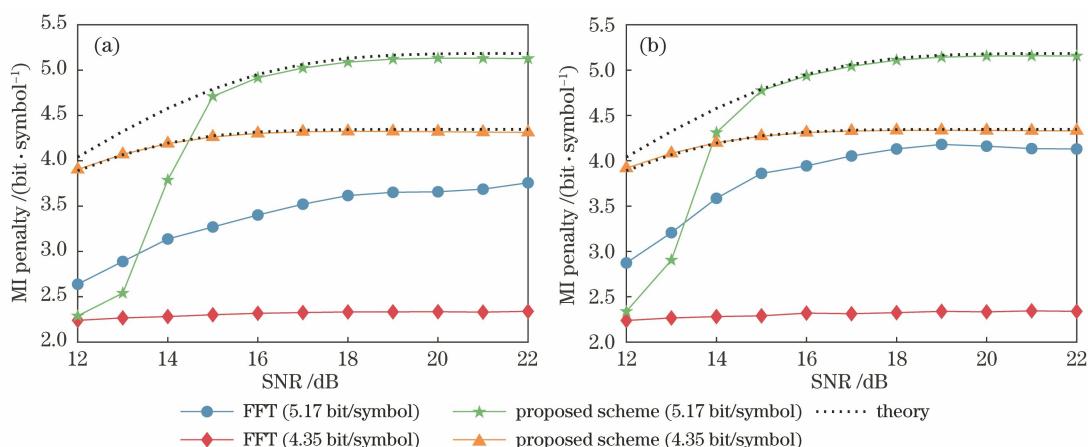 5.5
5.0
4.5
4.0
3.5
3.0
2.5
2.0
MI penalty /(bit · symbol⁻¹)
(a)
12 14 16 18 20 22
SNR /dB
5.5
5.0
4.5
4.0
3.5
3.0
2.5
2.0
MI penalty /(bit · symbol⁻¹)
(b)
12 14 16 18 20 22
SNR /dB
FFT (5.17 bit/symbol) proposed scheme (5.17 bit/symbol) theory
FFT (4.35 bit/symbol) proposed scheme (4.35 bit/symbol)